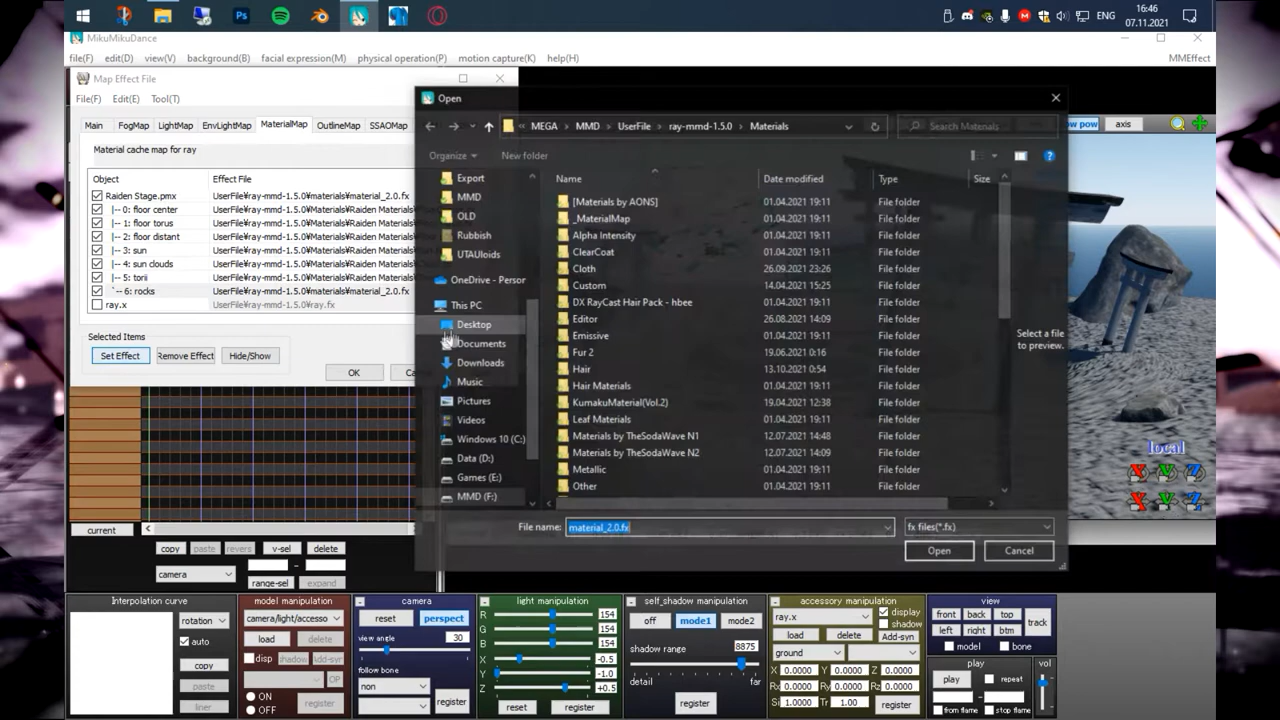 16:46
ENG
07.11.2021
MikuMikuDance
file(F) edit(D) view(V) background(B) facial expression(M) physical operation(P) motion capture(K) help(H) MMEffect
Map Effect File
File(F) Edit(E) Tool(T)
Main FogMap LightMap EnvLightMap MaterialMap OutlineMap SSAOMap
Material cache map for ray
Object Effect File
Raiden Stage.pmx UserFile¥ray-mmd-1.5.0¥materials¥material_2.0.fx
|-- 0: floor center UserFile¥ray-mmd-1.5.0¥Materials¥Raiden Materials¥
|-- 1: floor torus UserFile¥ray-mmd-1.5.0¥Materials¥Raiden Materials¥
|-- 2: floor distant UserFile¥ray-mmd-1.5.0¥Materials¥Raiden Materials¥
|-- 3: sun UserFile¥ray-mmd-1.5.0¥Materials¥Raiden Materials¥
|-- 4: sun clouds UserFile¥ray-mmd-1.5.0¥Materials¥Raiden Materials¥
|-- 5: torii UserFile¥ray-mmd-1.5.0¥Materials¥Raiden Materials¥
`-- 6: rocks UserFile¥ray-mmd-1.5.0¥materials¥material_2.0.fx
ray.x UserFile¥ray-mmd-1.5.0¥ray.fx
Selected Items
Set Effect Remove Effect Hide/Show
OK
Open
« MEGA › MMD › UserFile › ray-mmd-1.5.0 › Materials
Search Materials
Organize New folder
Export
MMD
OLD
Rubbish
UTAUloids
OneDrive - Person
This PC
Desktop
Documents
Downloads
Music
Pictures
Videos
Windows 10 (C:)
Data (D:)
Games (E:)
MMD (F:)
Name Date modified Type Size
[Materials by AONS] 01.04.2021 19:11 File folder
_MaterialMap 01.04.2021 19:11 File folder
Alpha Intensity 01.04.2021 19:11 File folder
ClearCoat 01.04.2021 19:11 File folder
Cloth 26.09.2021 23:26 File folder
Custom 14.04.2021 15:25 File folder
DX RayCast Hair Pack - hbee 01.04.2021 19:11 File folder
Editor 26.08.2021 14:09 File folder
Emissive 01.04.2021 19:11 File folder
Fur 2 19.06.2021 0:16 File folder
Hair 13.10.2021 0:54 File folder
Hair Materials 01.04.2021 19:11 File folder
KumakuMaterial(Vol.2) 19.04.2021 12:38 File folder
Leaf Materials 01.04.2021 19:11 File folder
Materials by TheSodaWave N1 12.07.2021 14:48 File folder
Materials by TheSodaWave N2 12.07.2021 14:09 File folder
Metallic 01.04.2021 19:11 File folder
Other 01.04.2021 19:11 File folder
Select a file
to preview.
File name: material_2.0.fx fx files(*.fx)
Open Cancel
low pow axis
local
X Y Z
X Y Z
current
copy paste revers v-sel delete
camera
range-sel expand
Interpolation curve
rotation
auto
copy
paste
liner
model manipulation
camera/light/accesso
load delete
disp shadow Add-syn
OP
ON
OFF
register
camera
reset perspect
view angle 30
follow bone
non
register
light manipulation
R 154
G 154
B 154
X -0.5
Y -1.0
Z +0.5
reset register
self_shadow manipulation
off mode1 mode2
shadow range 8875
detail far
register
accessory manipulation
ray.x display
shadow
load delete Add-syn
ground
X 0.0000 Y 0.0000 Z 0.0000
Rx 0.0000 Ry 0.0000 Rz 0.0000
Si 1.0000 Tr 1.00 register
view
front back top
left right btm
track
model bone
play
play repeat
from flame stop flame
vol